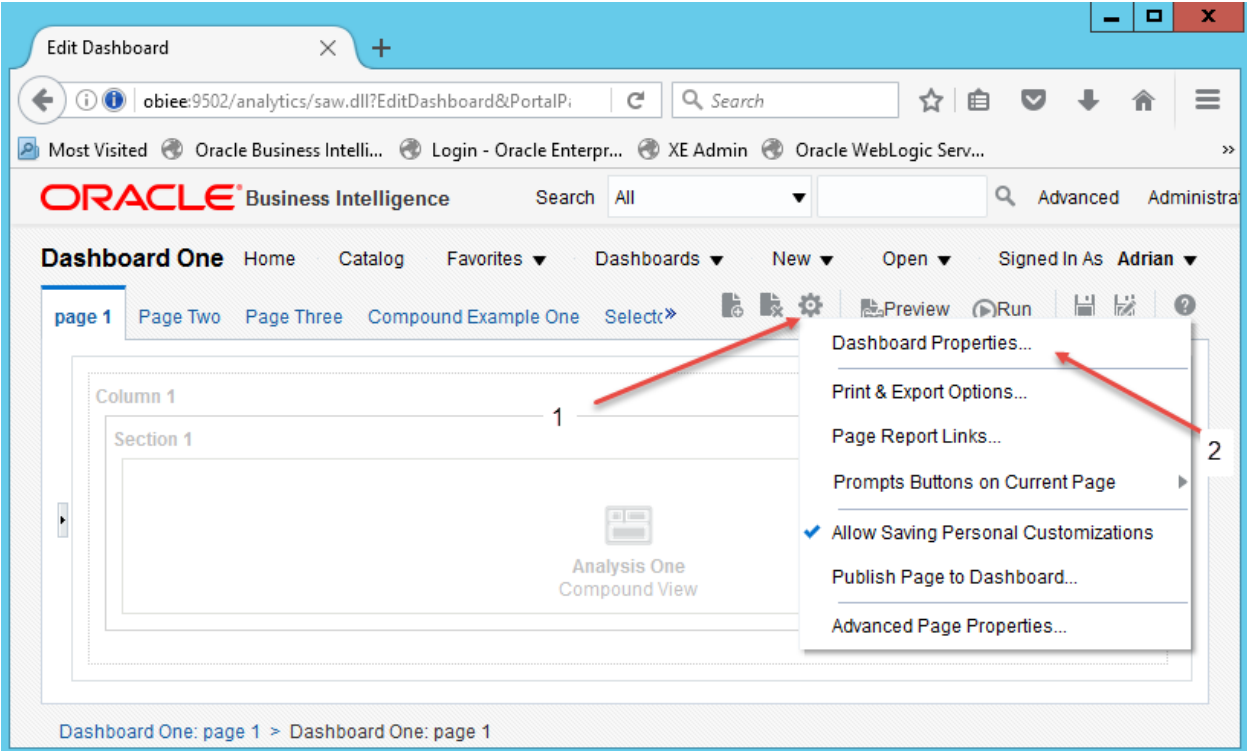 Edit Dashboard
obiee:9502/analytics/saw.dll?EditDashboard&PortalPa
Search
Most Visited Oracle Business Intelli... Login - Oracle Enterpr... XE Admin Oracle WebLogic Serv... »
ORACLE Business Intelligence Search All Advanced Administrat
Dashboard One Home Catalog Favorites Dashboards New Open Signed In As Adrian
page 1 Page Two Page Three Compound Example One Selecto » Preview Run
Dashboard Properties...
Print & Export Options...
Column 1
1
Page Report Links...
Section 1
2
Prompts Buttons on Current Page
Allow Saving Personal Customizations
Analysis One
Publish Page to Dashboard...
Compound View
Advanced Page Properties...
Dashboard One: page 1 > Dashboard One: page 1